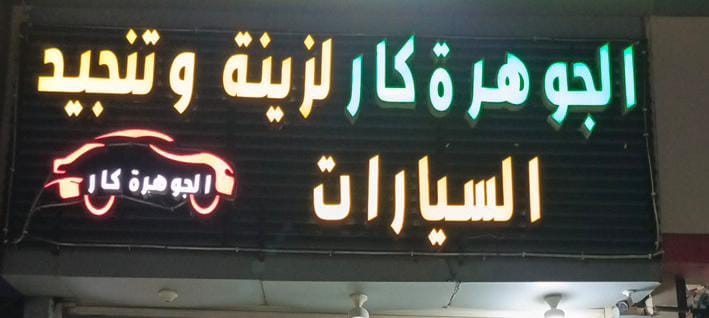 الجوهرة كار لزينة وتنجيد
السيارات
الجوهرة كار